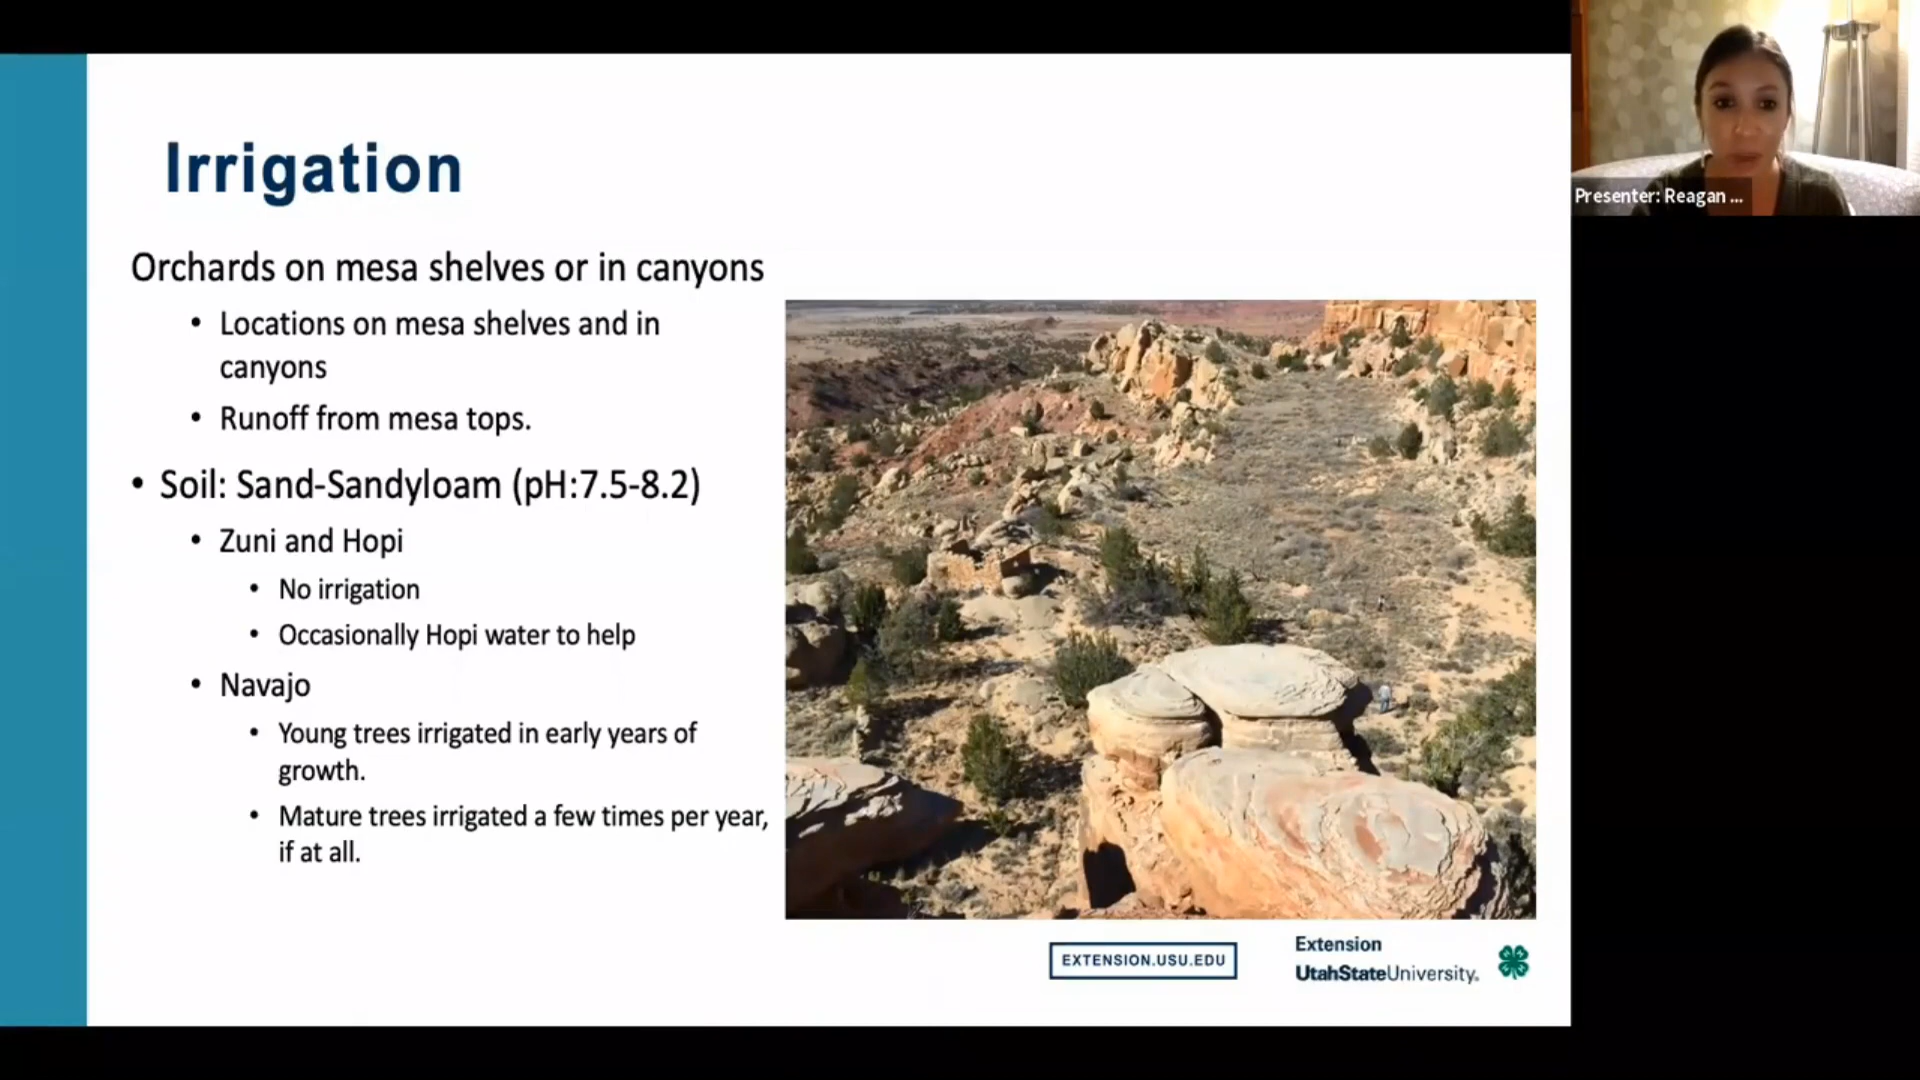 Irrigation
Orchards on mesa shelves or in canyons
• Locations on mesa shelves and in
canyons
• Runoff from mesa tops.
• Soil: Sand-Sandyloam (pH:7.5-8.2)
• Zuni and Hopi
• No irrigation
• Occasionally Hopi water to help
• Navajo
• Young trees irrigated in early years of
growth.
• Mature trees irrigated a few times per year,
if at all.
EXTENSION.USU.EDU
Extension
UtahStateUniversity.
Presenter: Reagan ...